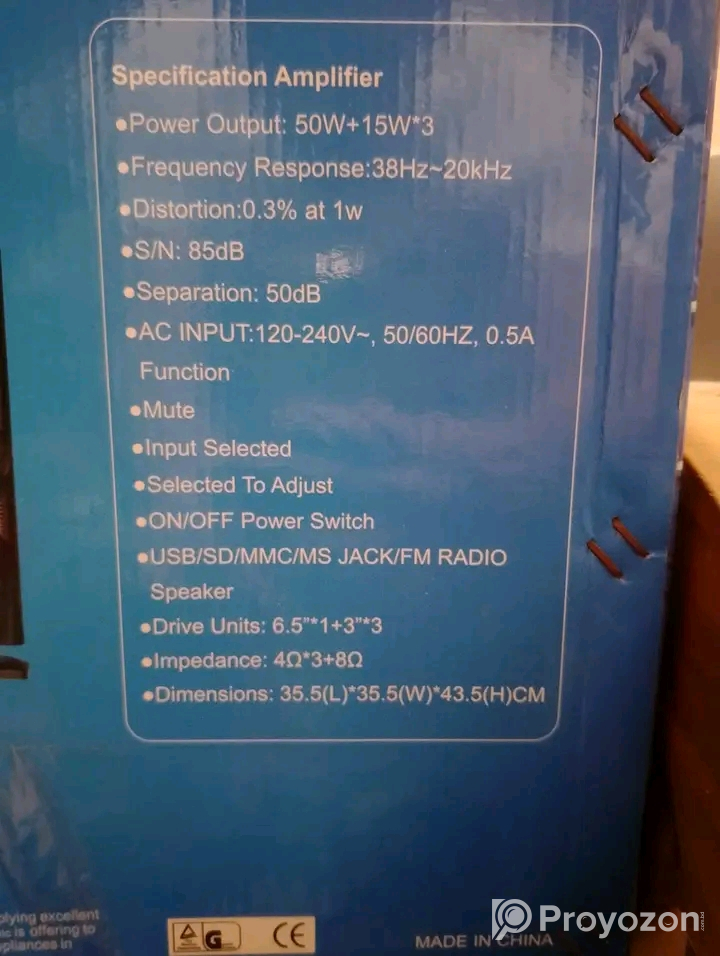 Specification Amplifier
●Power Output: 50W+15W*3
●Frequency Response:38Hz~20kHz
●Distortion:0.3% at 1w
●S/N: 85dB
●Separation: 50dB
●AC INPUT:120-240V~, 50/60HZ, 0.5A
Function
●Mute
●Input Selected
●Selected To Adjust
●ON/OFF Power Switch
●USB/SD/MMC/MS JACK/FM RADIO
Speaker
●Drive Units: 6.5"*1+3"*3
●Impedance: 4Ω*3+8Ω
●Dimensions: 35.5(L)*35.5(W)*43.5(H)CM
excellent
is offering to
in
G CE
MADE IN CHINA
Proyozon
.com.bd